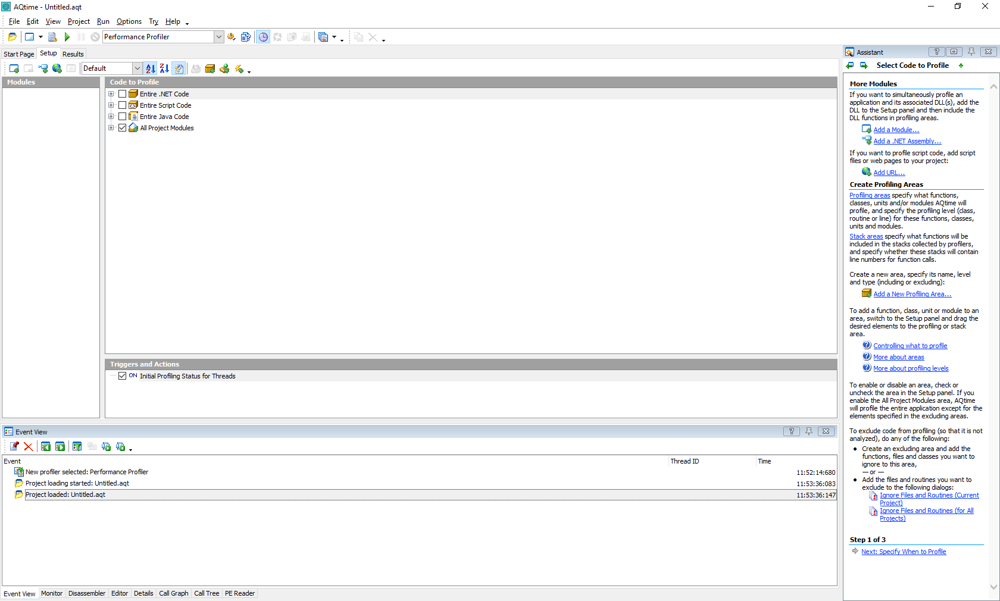 AQtime - Untitled.aqt
File Edit View Project Run Options Try Help
Performance Profiler
Start Page Setup Results
Default
Modules
Code to Profile
Entire .NET Code
Entire Script Code
Entire Java Code
All Project Modules
Triggers and Actions
ON Initial Profiling Status for Threads
Event View
Event Thread ID Time
New profiler selected: Performance Profiler 11:52:14:680
Project loading started: Untitled.aqt 11:53:36:083
Project loaded: Untitled.aqt 11:53:36:147
Event View Monitor Disassembler Editor Details Call Graph Call Tree PE Reader
Assistant
Select Code to Profile
More Modules
If you want to simultaneously profile an
application and its associated DLL(s), add the
DLL to the Setup panel and then include the
DLL functions in profiling areas.
Add a Module...
Add a .NET Assembly...
If you want to profile script code, add script
files or web pages to your project:
Add URL...
Create Profiling Areas
Profiling areas specify what functions,
classes, units and/or modules AQtime will
profile, and specify the profiling level (class,
routine or line) for these functions, classes,
units and modules.
Stack areas specify what functions will be
included in the stacks collected by profilers,
and specify whether these stacks will contain
line numbers for function calls.
Create a new area, specify its name, level
and type (including or excluding):
Add a New Profiling Area...
To add a function, class, unit or module to an
area, switch to the Setup panel and drag the
desired elements to the profiling or stack
area.
Controlling what to profile
More about areas
More about profiling levels
To enable or disable an area, check or
uncheck the area in the Setup panel. If you
enable the All Project Modules area, AQtime
will profile the entire application except for the
elements specified in the excluding areas.
To exclude code from profiling (so that it is not
analyzed), do any of the following:
• Create an excluding area and add the
functions, files and classes you want to
ignore to this area,
— or —
• Add the files and routines you want to
exclude to the following dialogs:
Ignore Files and Routines (Current
Project)
Ignore Files and Routines (for All
Projects)
Step 1 of 3
Next: Specify When to Profile